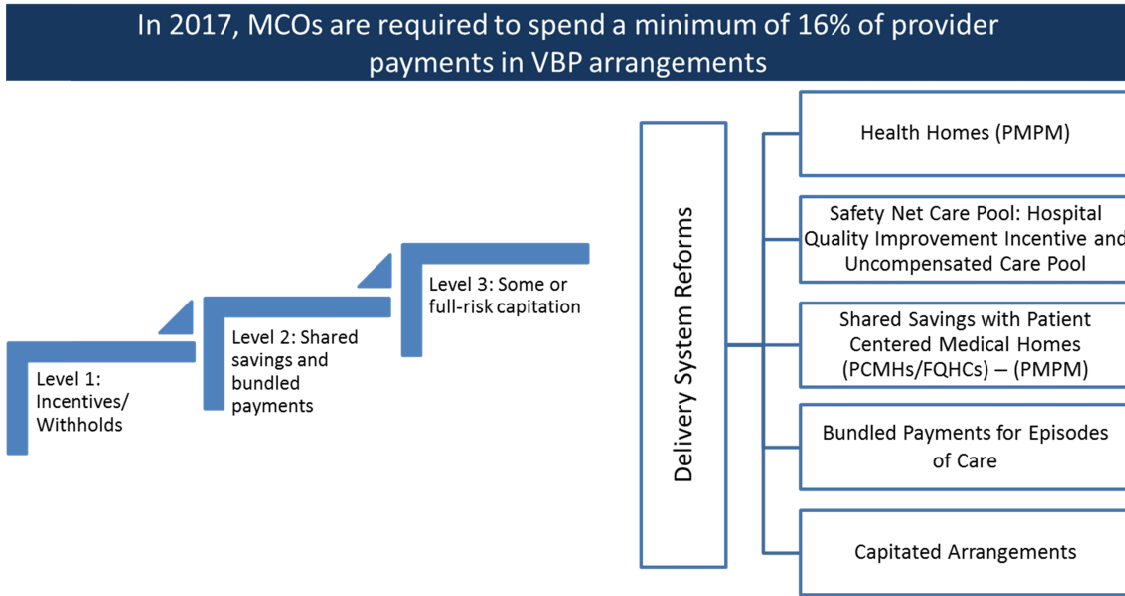 In 2017, MCOs are required to spend a minimum of 16% of provider
payments in VBP arrangements
Level 1:
Incentives/
Withholds
Level 2: Shared
savings and
bundled
payments
Level 3: Some or
full-risk capitation
Delivery System Reforms
Health Homes (PMPM)
Safety Net Care Pool: Hospital
Quality Improvement Incentive and
Uncompensated Care Pool
Shared Savings with Patient
Centered Medical Homes
(PCMHs/FQHCs) – (PMPM)
Bundled Payments for Episodes
of Care
Capitated Arrangements